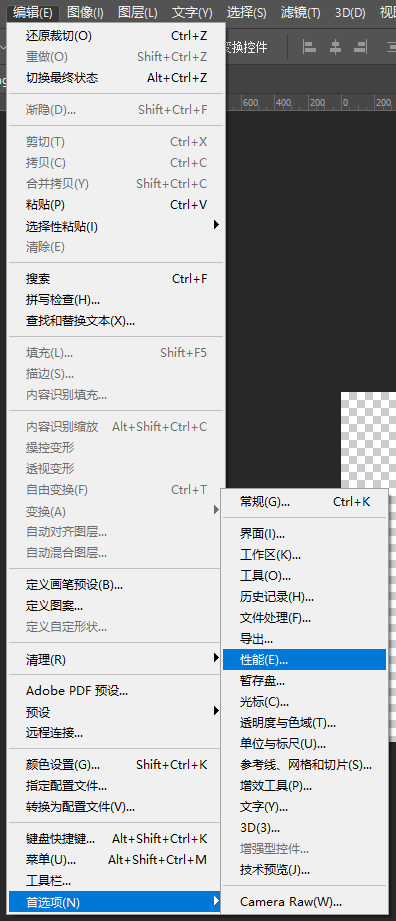 编辑(E) 图像(I) 图层(L) 文字(Y) 选择(S) 滤镜(T) 3D(D) 视
变换控件
600 400 200 0 200
还原裁切(O) Ctrl+Z
重做(O) Shift+Ctrl+Z
切换最终状态 Alt+Ctrl+Z
渐隐(D)... Shift+Ctrl+F
剪切(T) Ctrl+X
拷贝(C) Ctrl+C
合并拷贝(Y) Shift+Ctrl+C
粘贴(P) Ctrl+V
选择性粘贴(I)
清除(E)
搜索 Ctrl+F
拼写检查(H)...
查找和替换文本(X)...
填充(L)... Shift+F5
描边(S)...
内容识别填充...
内容识别缩放 Alt+Shift+Ctrl+C
操控变形
透视变形
自由变换(F) Ctrl+T
变换(A)
自动对齐图层...
自动混合图层...
定义画笔预设(B)...
定义图案...
定义自定形状...
清理(R)
Adobe PDF 预设...
预设
远程连接...
颜色设置(G)... Shift+Ctrl+K
指定配置文件...
转换为配置文件(V)...
键盘快捷键... Alt+Shift+Ctrl+K
菜单(U)... Alt+Shift+Ctrl+M
工具栏...
首选项(N)
常规(G)... Ctrl+K
界面(I)...
工作区(K)...
工具(O)...
历史记录(H)...
文件处理(F)...
导出...
性能(E)...
暂存盘...
光标(C)...
透明度与色域(T)...
单位与标尺(U)...
参考线、网格和切片(S)...
增效工具(P)...
文字(Y)...
3D(3)...
增强型控件...
技术预览(J)...
Camera Raw(W)...